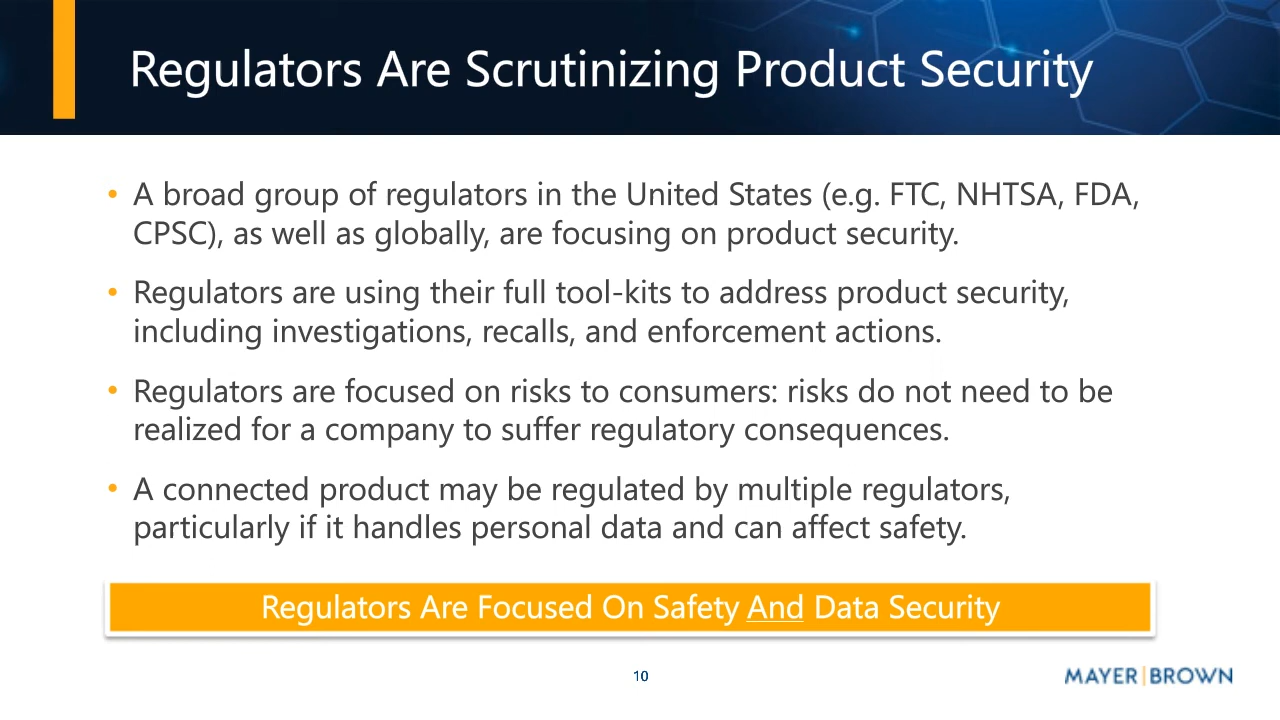 Regulators Are Scrutinizing Product Security
• A broad group of regulators in the United States (e.g. FTC, NHTSA, FDA,
CPSC), as well as globally, are focusing on product security.
• Regulators are using their full tool-kits to address product security,
including investigations, recalls, and enforcement actions.
• Regulators are focused on risks to consumers: risks do not need to be
realized for a company to suffer regulatory consequences.
• A connected product may be regulated by multiple regulators,
particularly if it handles personal data and can affect safety.
Regulators Are Focused On Safety And Data Security
10
MAYER|BROWN